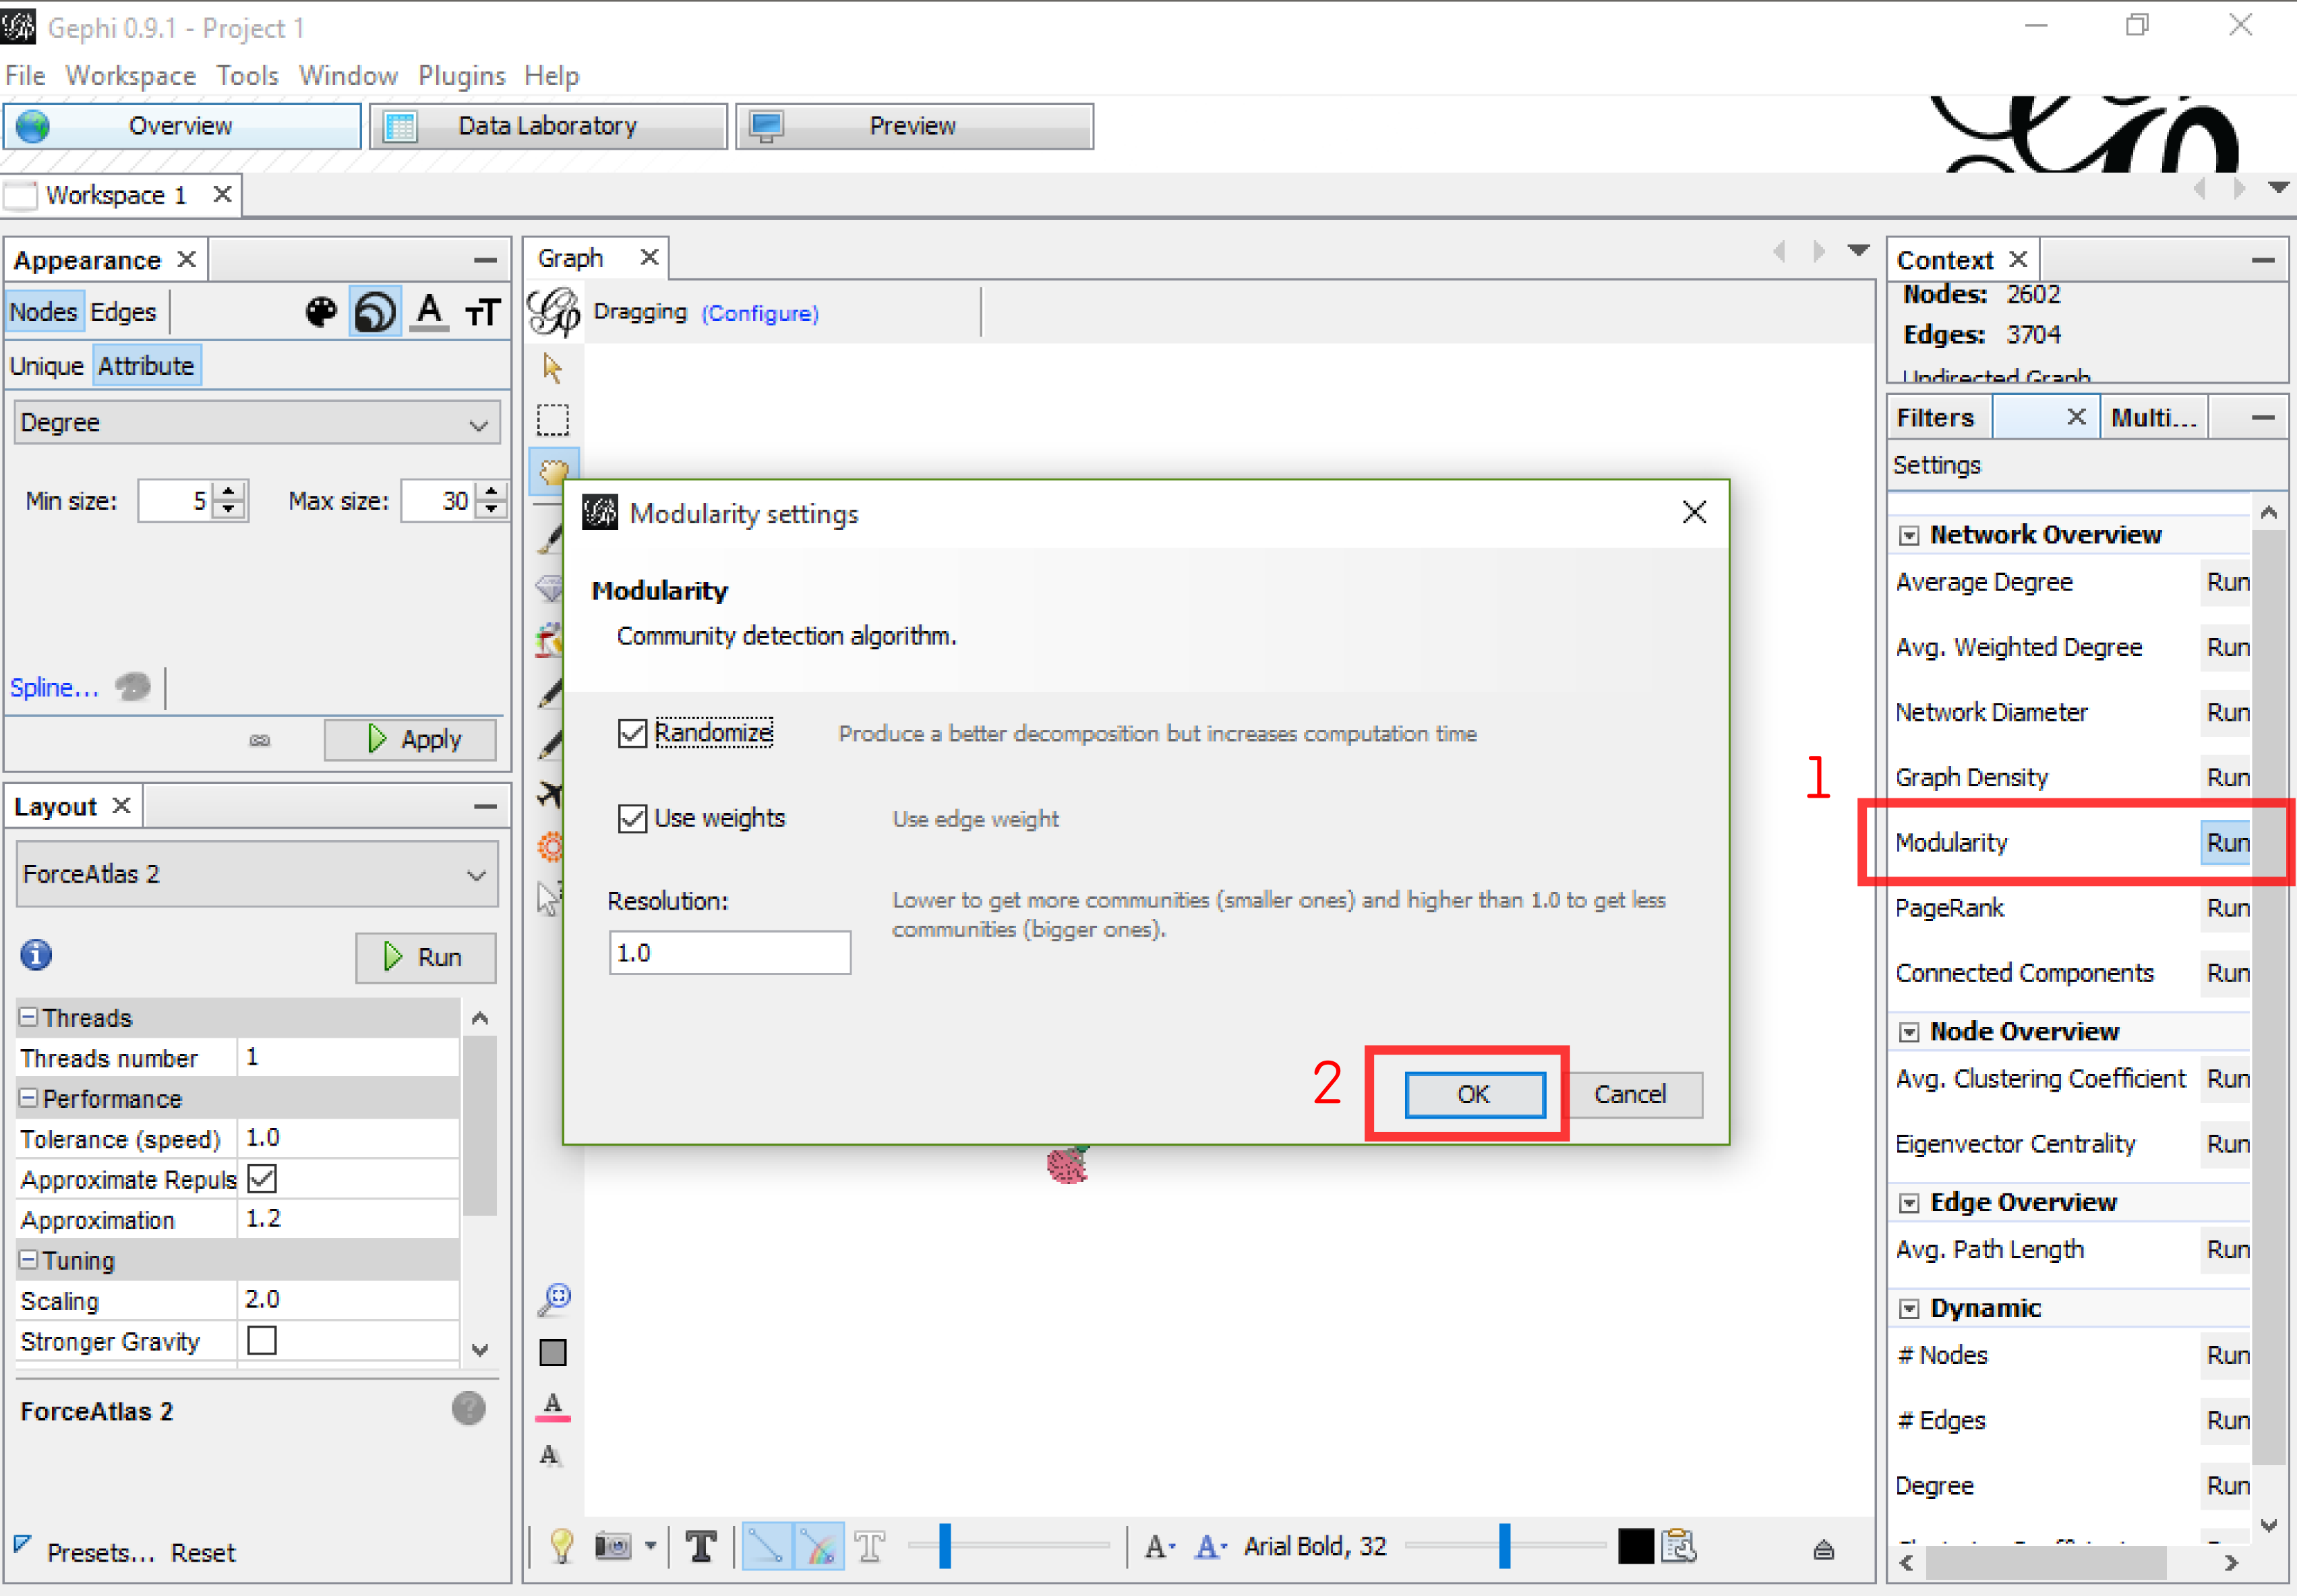 Gephi 0.9.1 - Project 1
File Workspace Tools Window Plugins Help
Overview Data Laboratory Preview
Workspace 1
Appearance
Nodes Edges
Unique Attribute
Degree
Min size: 5 Max size: 30
Spline...
Apply
Layout
ForceAtlas 2
Run
Threads
Threads number 1
Performance
Tolerance (speed) 1.0
Approximate Repuls
Approximation 1.2
Tuning
Scaling 2.0
Stronger Gravity
ForceAtlas 2
Presets... Reset
Graph
Dragging (Configure)
Modularity settings
Modularity
Community detection algorithm.
Randomize Produce a better decomposition but increases computation time
Use weights Use edge weight
Resolution: Lower to get more communities (smaller ones) and higher than 1.0 to get less
communities (bigger ones).
1.0
2 OK Cancel
Arial Bold, 32
Context
Nodes: 2602
Edges: 3704
Undirected Graph
Filters Multi...
Settings
Network Overview
Average Degree Run
Avg. Weighted Degree Run
Network Diameter Run
Graph Density Run
1
Modularity Run
PageRank Run
Connected Components Run
Node Overview
Avg. Clustering Coefficient Run
Eigenvector Centrality Run
Edge Overview
Avg. Path Length Run
Dynamic
# Nodes Run
# Edges Run
Degree Run